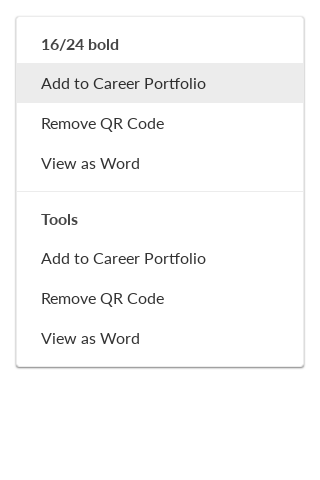 16/24 bold
Add to Career Portfolio
Remove QR Code
View as Word
Tools
Add to Career Portfolio
Remove QR Code
View as Word